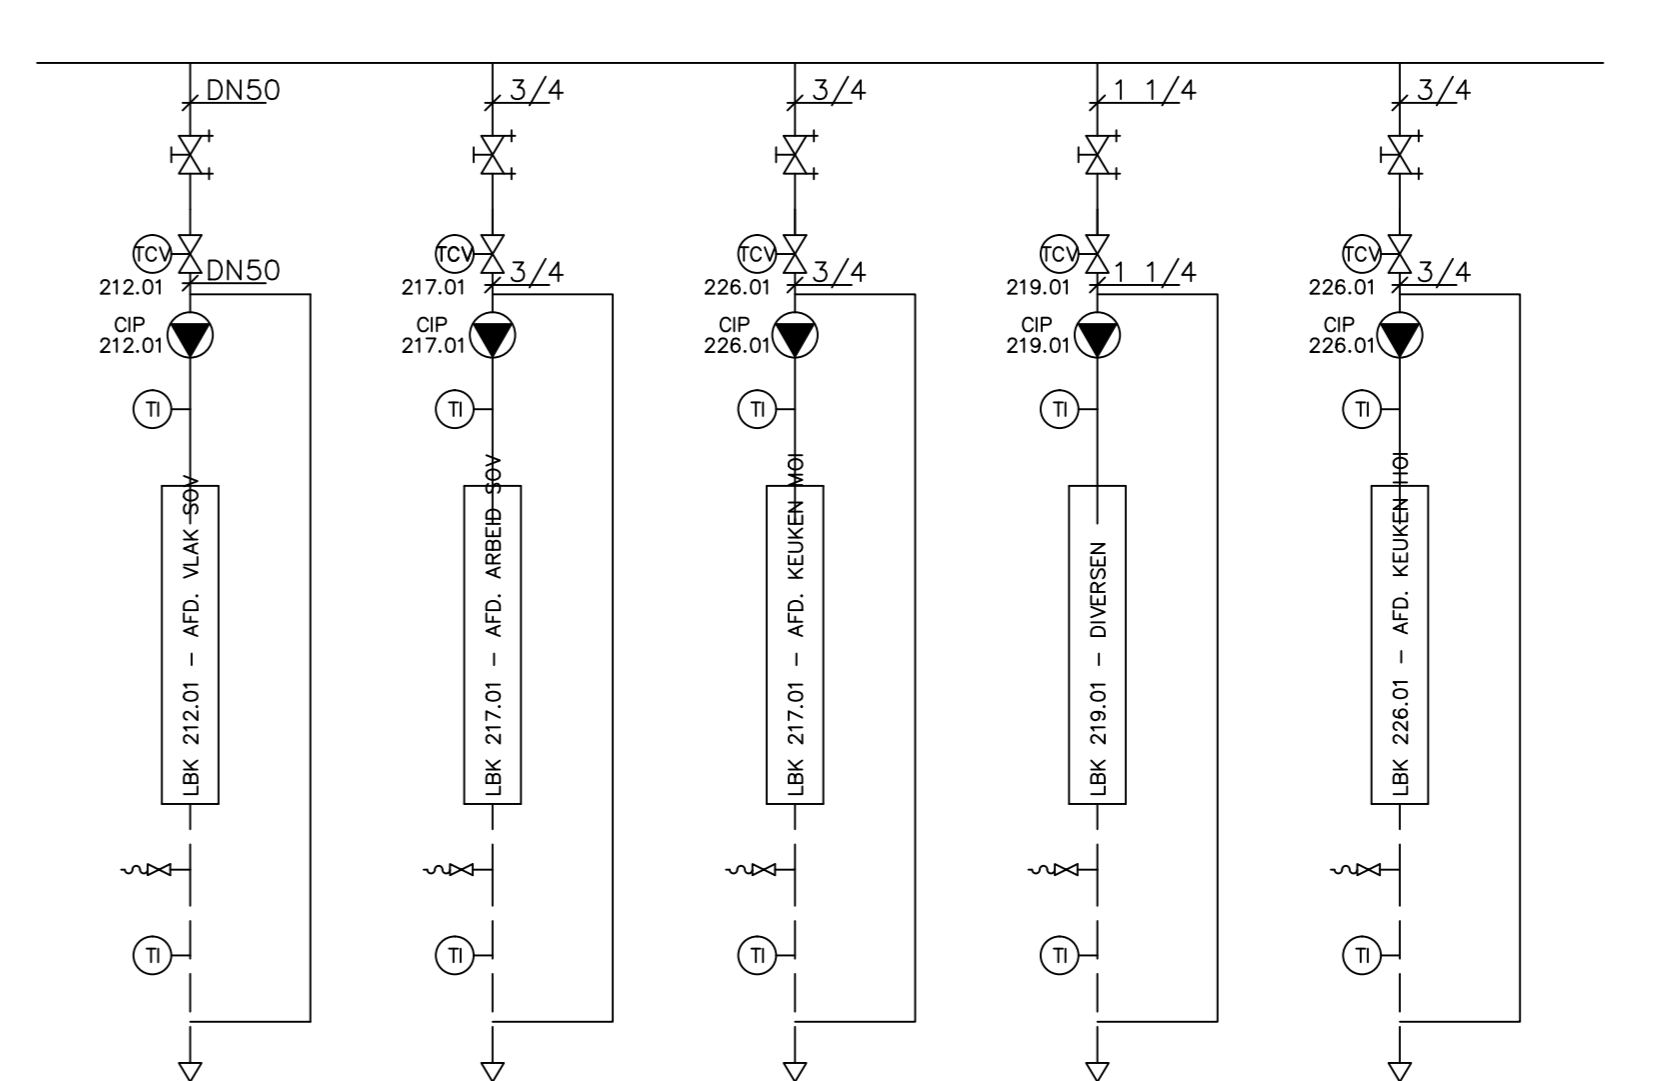 DN50
3/4
3/4
1 1/4
3/4
TCV
TCV
TCV
TCV
TCV
DN50
3/4
3/4
1 1/4
3/4
212.01
217.01
226.01
219.01
226.01
CIP
212.01
CIP
217.01
CIP
226.01
CIP
219.01
CIP
226.01
TI
TI
TI
TI
TI
LBK 212.01 - AFD. VLAK SOV
LBK 217.01 - AFD. ARBEID SOV
LBK 217.01 - AFD. KEUKEN MOI
LBK 219.01 - DIVERSEN
LBK 226.01 - AFD. KEUKEN
TI
TI
TI
TI
TI